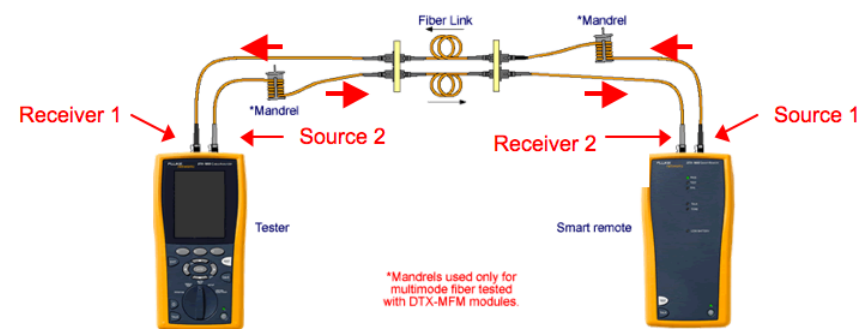 Fiber Link
*Mandrel
*Mandrel
Receiver 1
Source 2
Receiver 2
Source 1
FLUKE
Tester
Smart remote
*Mandrels used only for
multimode fiber tested
with DTX-MFM modules.